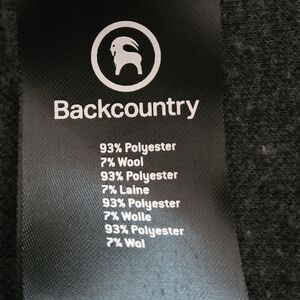 Backcountry
93% Polyester
7% Wool
93% Polyester
7% Laine
93% Polyester
7% Wolle
93% Polyester
7% Wol